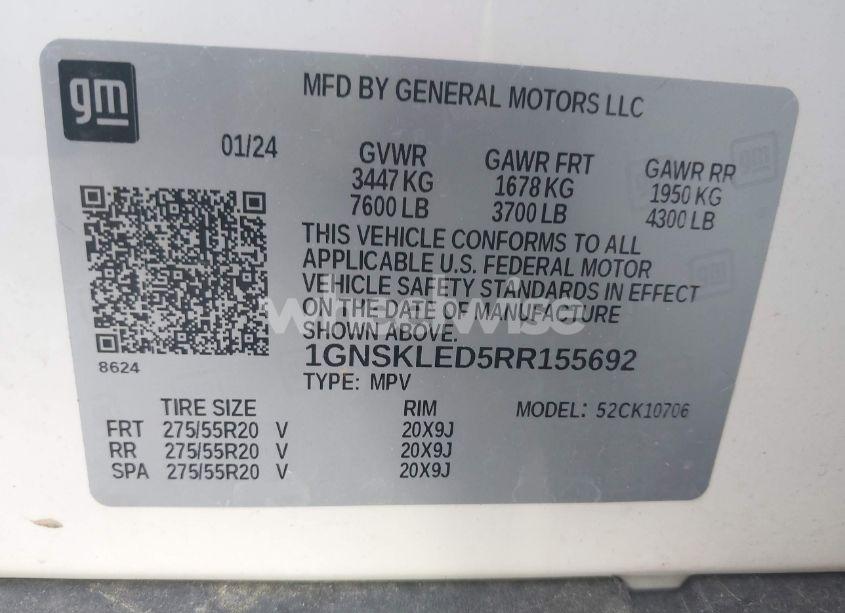 gm
MFD BY GENERAL MOTORS LLC
01/24
GVWR
3447 KG
7600 LB
GAWR FRT
1678 KG
3700 LB
GAWR RR
1950 KG
4300 LB
THIS VEHICLE CONFORMS TO ALL
APPLICABLE U.S. FEDERAL MOTOR
VEHICLE SAFETY STANDARDS IN EFFECT
ON THE DATE OF MANUFACTURE
SHOWN ABOVE.
1GNSKLED5RR155692
8624
TYPE: MPV
TIRE SIZE RIM MODEL: 52CK10706
FRT 275/55R20 V 20X9J
RR 275/55R20 V 20X9J
SPA 275/55R20 V 20X9J